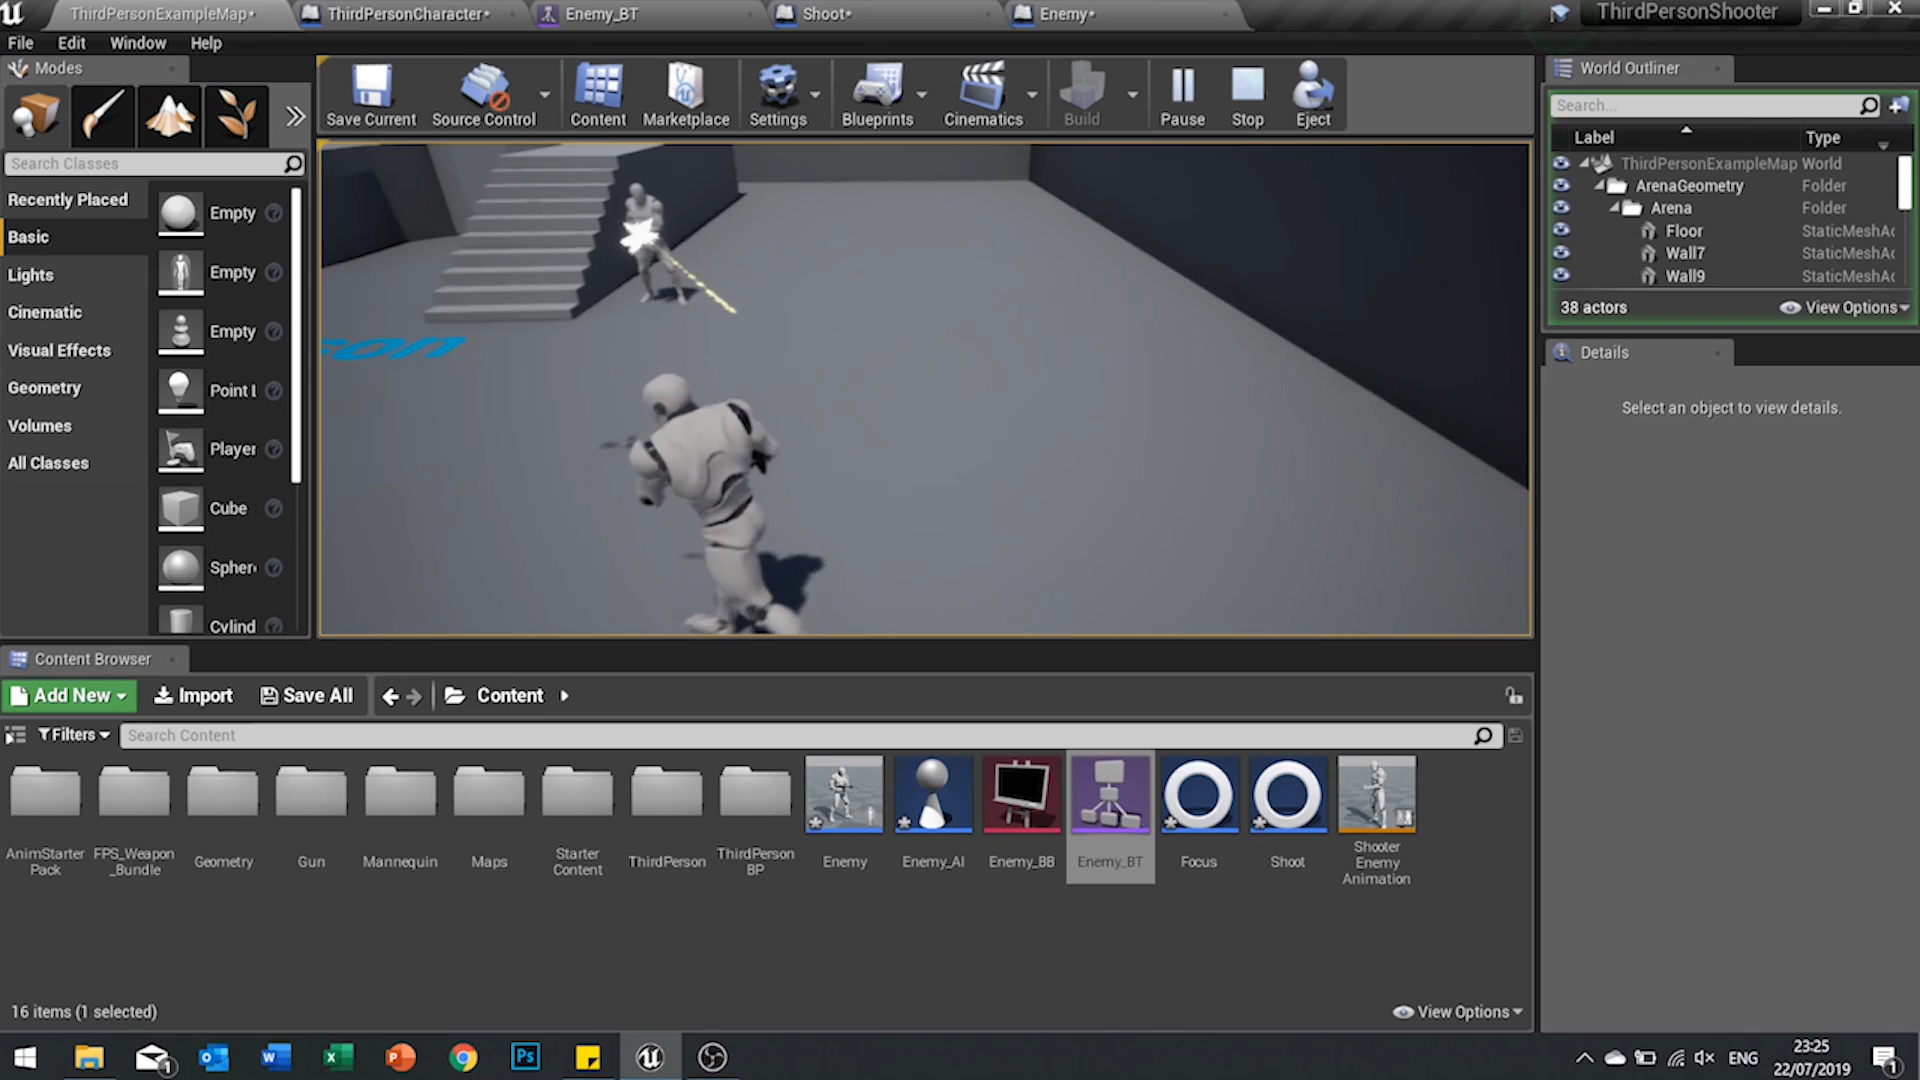 ThirdPersonExampleMap*
ThirdPersonCharacter*
Enemy_BT
Shoot*
Enemy*
ThirdPersonShooter
File
Edit
Window
Help
Modes
Save Current
Source Control
Content
Marketplace
Settings
Blueprints
Cinematics
Build
Pause
Stop
Eject
World Outliner
Search...
Label
Type
ThirdPersonExampleMap World
ArenaGeometry Folder
Arena Folder
Floor StaticMeshAc
Wall7 StaticMeshAc
Wall9 StaticMeshAc
38 actors
View Options
Details
Select an object to view details.
Search Classes
Recently Placed
Basic
Lights
Cinematic
Visual Effects
Geometry
Volumes
All Classes
Empty
Empty
Empty
Point L
Player
Cube
Spher
Cylind
son
Content Browser
Add New
Import
Save All
Content
Filters
Search Content
AnimStarter
Pack
FPS_Weapon
_Bundle
Geometry
Gun
Mannequin
Maps
Starter
Content
ThirdPerson
ThirdPerson
BP
Enemy
Enemy_AI
Enemy_BB
Enemy_BT
Focus
Shoot
Shooter
Enemy
Animation
16 items (1 selected)
View Options
Ps
1
ENG
23:25
22/07/2019
1